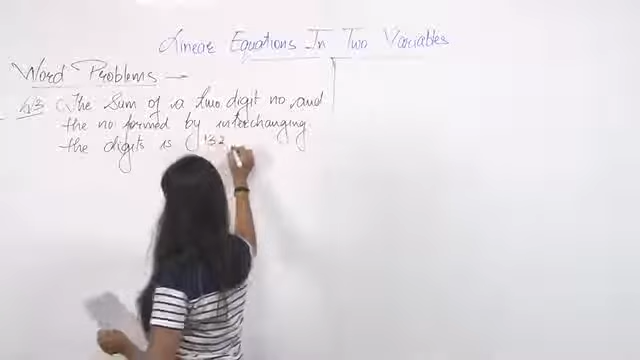 Linear Equations In Two Variables
Word Problems -
The Sum of a two digit no and
the no formed by interchanging
the digits is 132